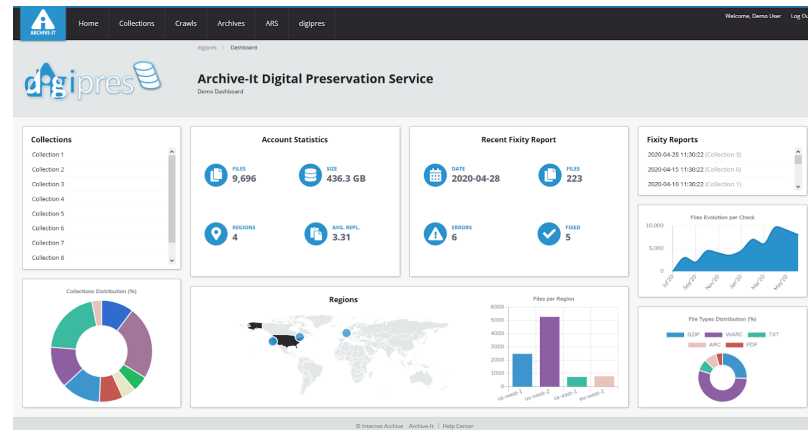 ARCHIVE-IT
Home
Collections
Crawls
Archives
ARS
digipres
Welcome, Demo User
Log Ou
digipres / Dashboard
digipres
Archive-It Digital Preservation Service
Demo Dashboard
Collections
Collection 1
Collection 2
Collection 3
Collection 4
Collection 5
Collection 6
Collection 7
Collection 8
Account Statistics
FILES
9,696
SIZE
436.3 GB
REGIONS
4
AVG. REPL.
3.31
Recent Fixity Report
DATE
2020-04-28
FILES
223
ERRORS
6
FIXED
5
Fixity Reports
2020-04-28 11:30:22 (Collection 3)
2020-04-15 11:30:22 (Collection 6)
2020-04-10 11:30:22 (Collection 1)
Files Evolution per Check
10,000
5,000
0
Jul'20
Sep'20
Nov'20
Jan'20
Mar'20
May'20
Collections Distribution (%)
Regions
Files per Region
6000
5000
4000
3000
2000
1000
0
us-west-1
us-west-2
ca-east-1
eu-west-1
File Types Distribution (%)
GZIP
WARC
TXT
ARC
PDF
© Internet Archive Archive-It | Help Center